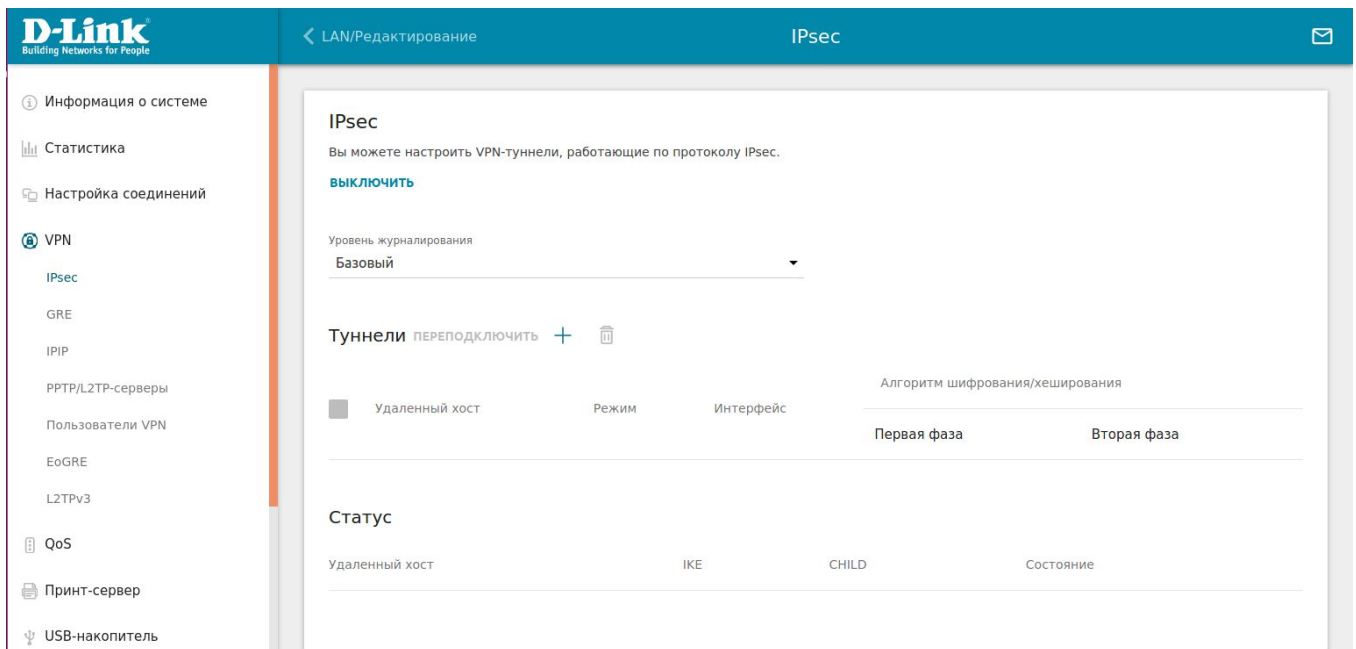 D-Link
Building Networks for People
LAN/Редактирование
IPsec
Информация о системе
Статистика
Настройка соединений
VPN
IPsec
GRE
IPIP
PPTP/L2TP-серверы
Пользователи VPN
EoGRE
L2TPv3
QoS
Принт-сервер
USB-накопитель
IPsec
Вы можете настроить VPN-туннели, работающие по протоколу IPsec.
ВЫКЛЮЧИТЬ
Уровень журналирования
Базовый
Туннели ПЕРЕПОДКЛЮЧИТЬ
Алгоритм шифрования/хеширования
Удаленный хост Режим Интерфейс
Первая фаза Вторая фаза
Статус
Удаленный хост IKE CHILD Состояние